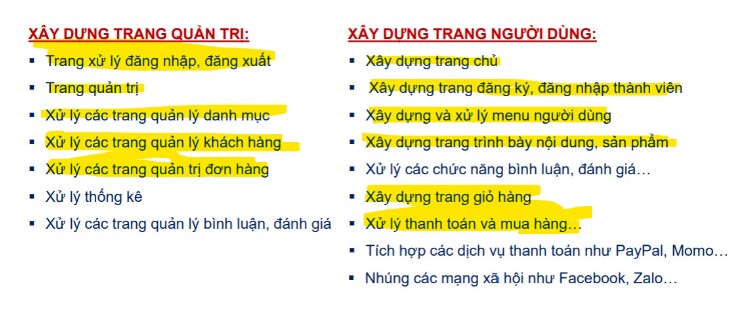 XÂY DỰNG TRANG QUẢN TRỊ:
▪ Trang xử lý đăng nhập, đăng xuất
▪ Trang quản trị
▪ Xử lý các trang quản lý danh mục
▪ Xử lý các trang quản lý khách hàng
▪ Xử lý các trang quản trị đơn hàng
▪ Xử lý thống kê
▪ Xử lý các trang quản lý bình luận, đánh giá
XÂY DỰNG TRANG NGƯỜI DÙNG:
▪ Xây dựng trang chủ
▪ Xây dựng trang đăng ký, đăng nhập thành viên
▪ Xây dựng và xử lý menu người dùng
▪ Xây dựng trang trình bày nội dung, sản phẩm
▪ Xử lý các chức năng bình luận, đánh giá…
▪ Xây dựng trang giỏ hàng
▪ Xử lý thanh toán và mua hàng…
▪ Tích hợp các dịch vụ thanh toán như PayPal, Momo…
▪ Nhúng các mạng xã hội như Facebook, Zalo…